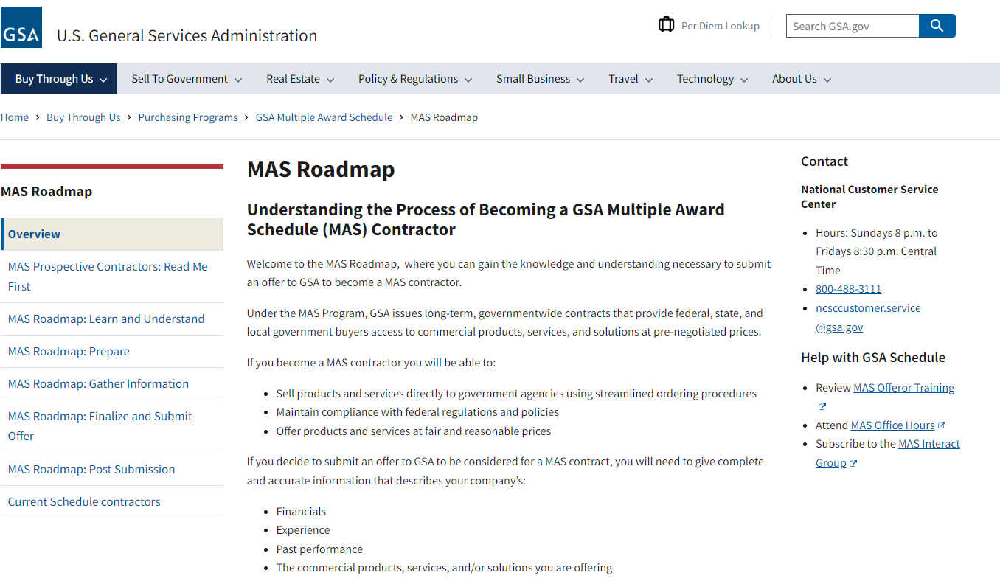 GSA
U.S. General Services Administration
Per Diem Lookup
Search GSA.gov
Buy Through Us
Sell To Government
Real Estate
Policy & Regulations
Small Business
Travel
Technology
About Us
Home › Buy Through Us › Purchasing Programs › GSA Multiple Award Schedule › MAS Roadmap
MAS Roadmap
Overview
MAS Prospective Contractors: Read Me
First
MAS Roadmap: Learn and Understand
MAS Roadmap: Prepare
MAS Roadmap: Gather Information
MAS Roadmap: Finalize and Submit
Offer
MAS Roadmap: Post Submission
Current Schedule contractors
MAS Roadmap
Understanding the Process of Becoming a GSA Multiple Award
Schedule (MAS) Contractor
Welcome to the MAS Roadmap,  where you can gain the knowledge and understanding necessary to submit
an offer to GSA to become a MAS contractor.
Under the MAS Program, GSA issues long-term, governmentwide contracts that provide federal, state, and
local government buyers access to commercial products, services, and solutions at pre-negotiated prices.
If you become a MAS contractor you will be able to:
• Sell products and services directly to government agencies using streamlined ordering procedures
• Maintain compliance with federal regulations and policies
• Offer products and services at fair and reasonable prices
If you decide to submit an offer to GSA to be considered for a MAS contract, you will need to give complete
and accurate information that describes your company’s:
• Financials
• Experience
• Past performance
• The commercial products, services, and/or solutions you are offering
Contact
National Customer Service
Center
• Hours: Sundays 8 p.m. to
Fridays 8:30 p.m. Central
Time
• 800-488-3111
• ncsccustomer.service
@gsa.gov
Help with GSA Schedule
• Review MAS Offeror Training
• Attend MAS Office Hours
• Subscribe to the MAS Interact
Group